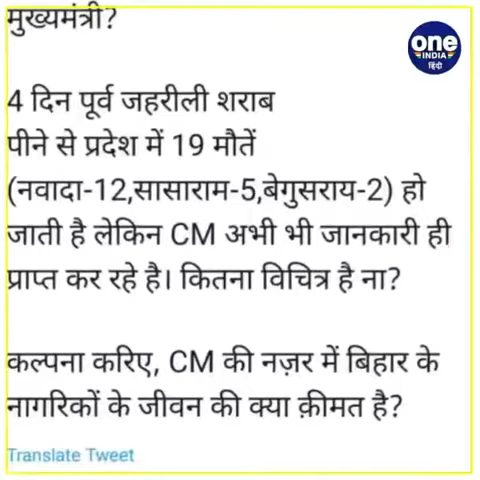 मुख्यमंत्री?
one
INDIA
हिंदी
4 दिन पूर्व जहरीली शराब
पीने से प्रदेश में 19 मौतें
(नवादा-12,सासाराम-5,बेगुसराय-2) हो
जाती है लेकिन CM अभी भी जानकारी ही
प्राप्त कर रहे है। कितना विचित्र है ना?
कल्पना करिए, CM की नज़र में बिहार के
नागरिकों के जीवन की क्या क़ीमत है?
Translate Tweet